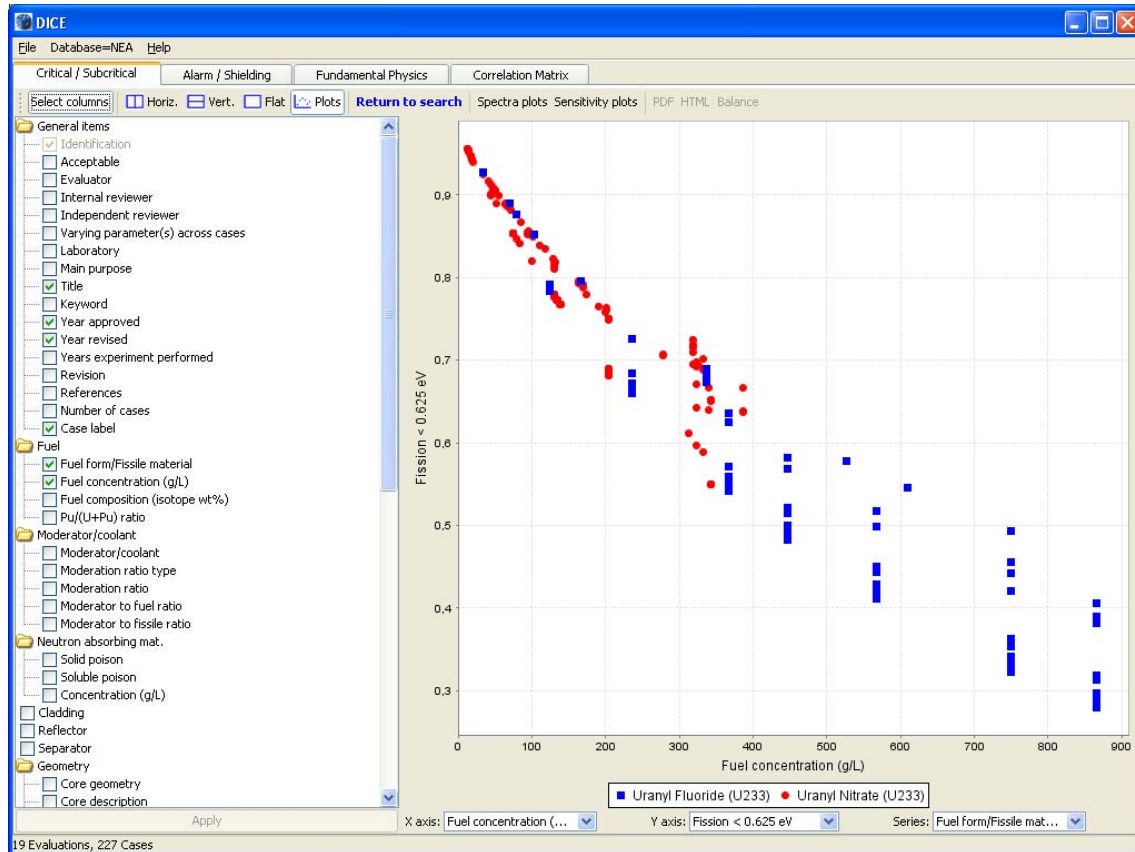 DICE
File Database=NEA Help
Critical / Subcritical Alarm / Shielding Fundamental Physics Correlation Matrix
Select columns Horiz. Vert. Flat Plots Return to search Spectra plots Sensitivity plots PDF HTML Balance
General items
Identification
Acceptable
Evaluator
Internal reviewer
Independent reviewer
Varying parameter(s) across cases
Laboratory
Main purpose
Title
Keyword
Year approved
Year revised
Years experiment performed
Revision
References
Number of cases
Case label
Fuel
Fuel form/Fissile material
Fuel concentration (g/L)
Fuel composition (isotope wt%)
Pu/(U+Pu) ratio
Moderator/coolant
Moderator/coolant
Moderation ratio type
Moderation ratio
Moderator to fuel ratio
Moderator to fissile ratio
Neutron absorbing mat.
Solid poison
Soluble poison
Concentration (g/L)
Cladding
Reflector
Separator
Geometry
Core geometry
Core description
Apply
Fission < 0.625 eV
0,9
0,8
0,7
0,6
0,5
0,4
0,3
0 100 200 300 400 500 600 700 800 900
Fuel concentration (g/L)
Uranyl Fluoride (U233) Uranyl Nitrate (U233)
X axis: Fuel concentration (... Y axis: Fission < 0.625 eV Series: Fuel form/Fissile mat...
19 Evaluations, 227 Cases